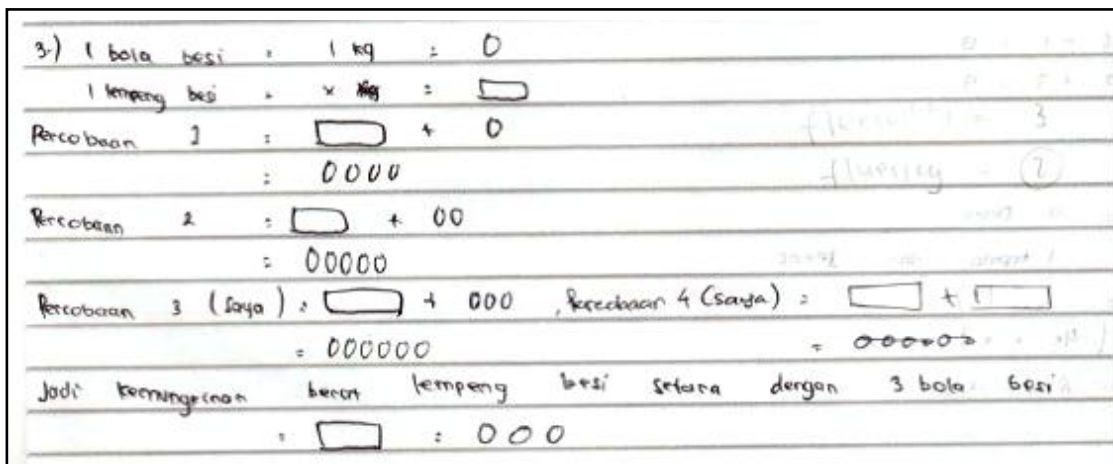 3.) 1 bola besi = 1 kg = O
1 lempeng besi = x kg = ▭
Percobaan 1 = ▭ + O
= OOOO
Percobaan 2 = ▭ + OO
= OOOOO
Percobaan 3 (saya) = ▭ + OOO , Percobaan 4 (saya) = ▭ + ▭
= OOOOOO = OOOOOO
Jadi kemungkinan berat lempeng besi setara dengan 3 bola besi
= ▭ = OOO